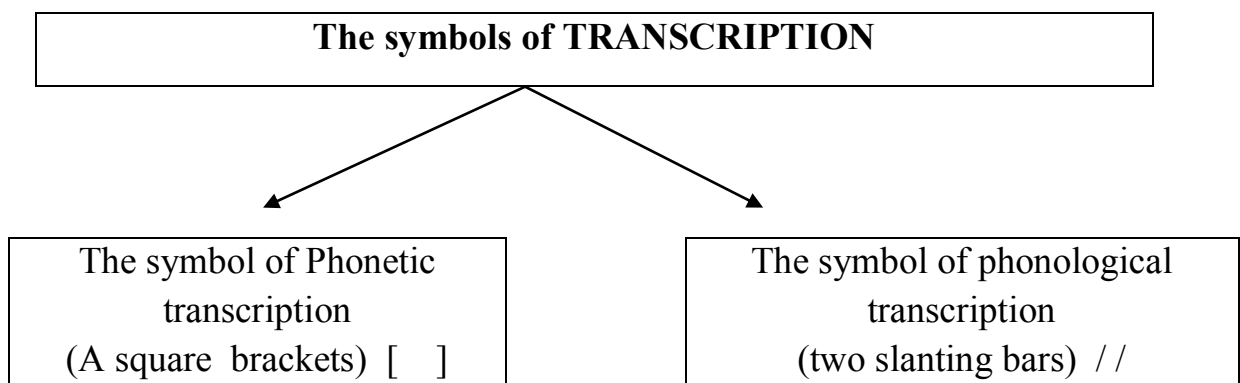 The symbols of TRANSCRIPTION
The symbol of Phonetic
transcription
(A square brackets) [ ]
The symbol of phonological
transcription
(two slanting bars) / /